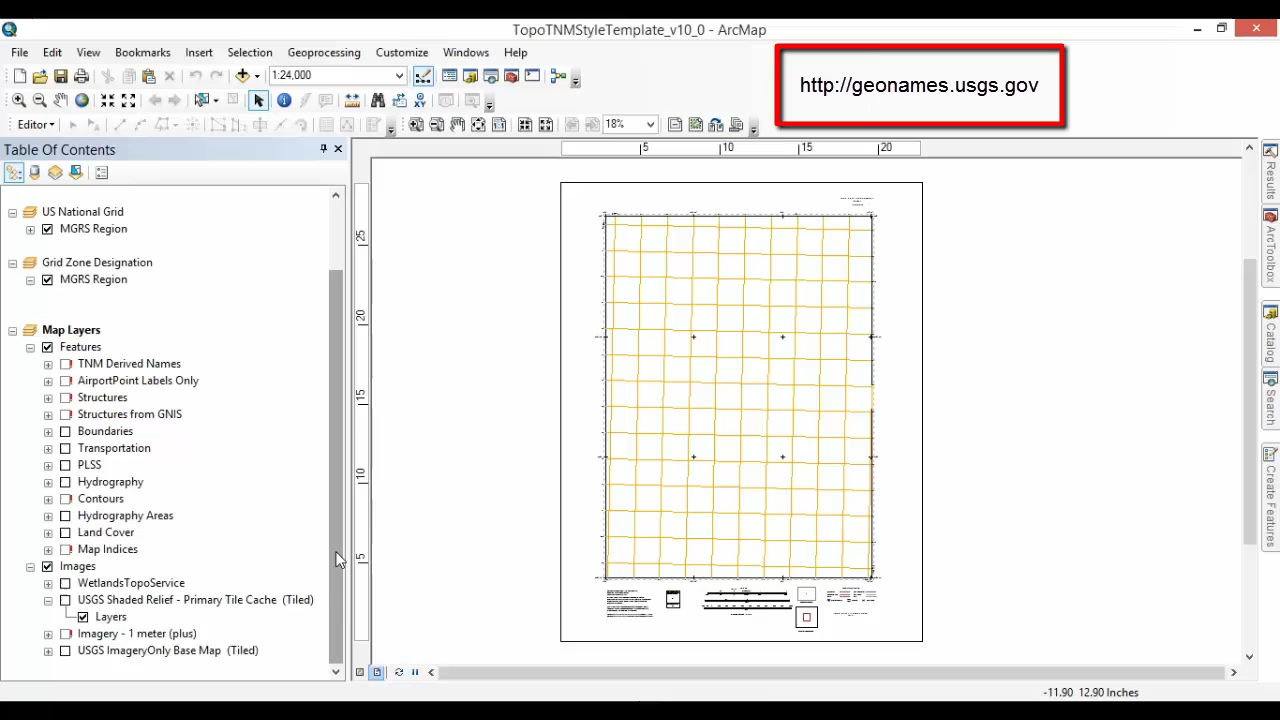 TopoTNMStyleTemplate_v10_0 - ArcMap
File Edit View Bookmarks Insert Selection Geoprocessing Customize Windows Help
http://geonames.usgs.gov
1:24,000
Editor
18%
Table Of Contents
5 10 15 20
US National Grid
MGRS Region
Grid Zone Designation
MGRS Region
Map Layers
Features
TNM Derived Names
AirportPoint Labels Only
Structures
Structures from GNIS
Boundaries
Transportation
PLSS
Hydrography
Contours
Hydrography Areas
Land Cover
Map Indices
Images
WetlandsTopoService
USGS Shaded Relief - Primary Tile Cache (Tiled)
Layers
Imagery - 1 meter (plus)
USGS ImageryOnly Base Map (Tiled)
25
20
15
10
5
Results
ArcToolbox
Catalog
Search
Create Features
-11.90 12.90 Inches